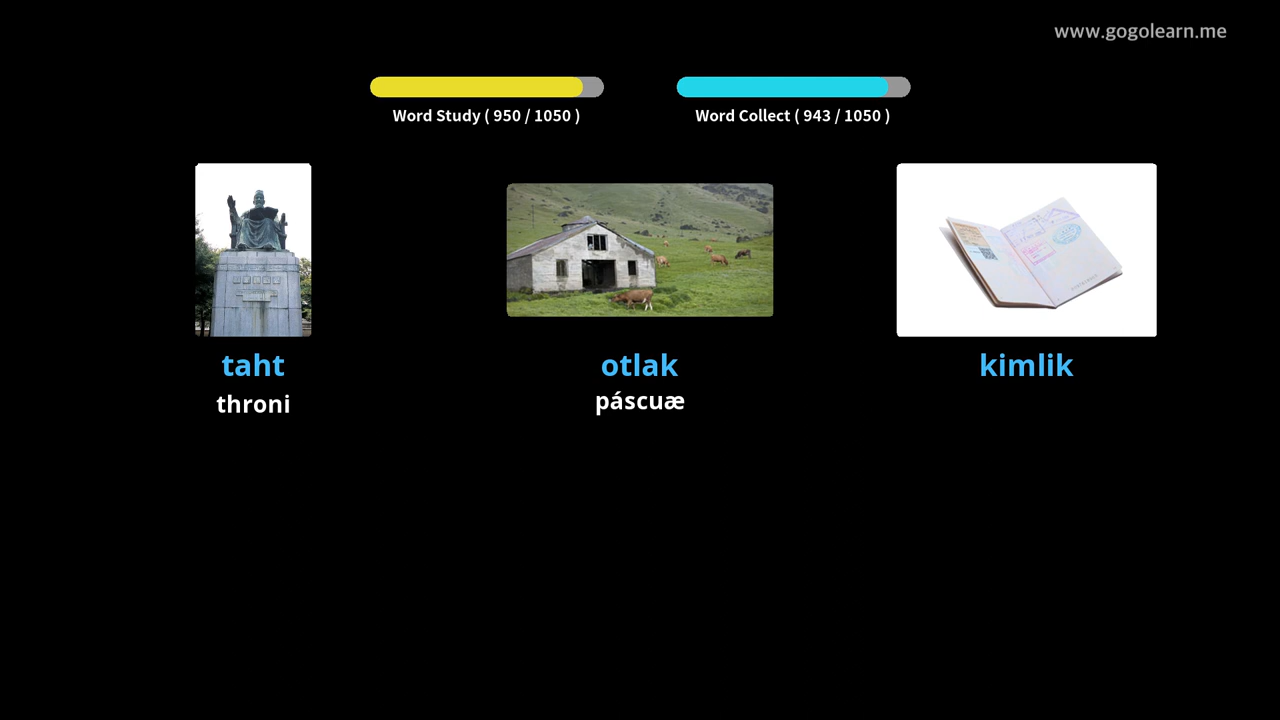 www.gogolearn.me
Word Study ( 950 / 1050 )
Word Collect ( 943 / 1050 )
taht
throni
otlak
páscuæ
kimlik